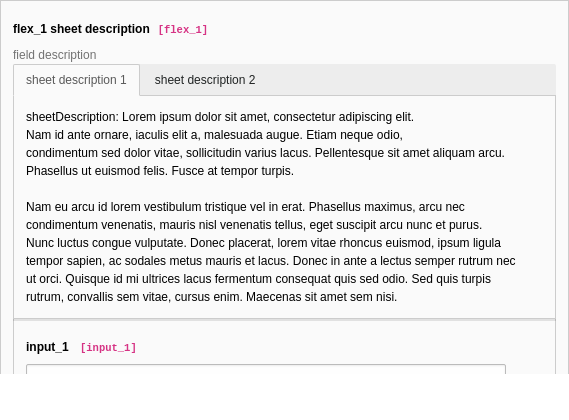 flex_1 sheet description [flex_1]
field description
sheet description 1 sheet description 2
sheetDescription: Lorem ipsum dolor sit amet, consectetur adipiscing elit.
Nam id ante ornare, iaculis elit a, malesuada augue. Etiam neque odio,
condimentum sed dolor vitae, sollicitudin varius lacus. Pellentesque sit amet aliquam arcu.
Phasellus ut euismod felis. Fusce at tempor turpis.
Nam eu arcu id lorem vestibulum tristique vel in erat. Phasellus maximus, arcu nec
condimentum venenatis, mauris nisl venenatis tellus, eget suscipit arcu nunc et purus.
Nunc luctus congue vulputate. Donec placerat, lorem vitae rhoncus euismod, ipsum ligula
tempor sapien, ac sodales metus mauris et lacus. Donec in ante a lectus semper rutrum nec
ut orci. Quisque id mi ultrices lacus fermentum consequat quis sed odio. Sed quis turpis
rutrum, convallis sem vitae, cursus enim. Maecenas sit amet sem nisi.
input_1 [input_1]